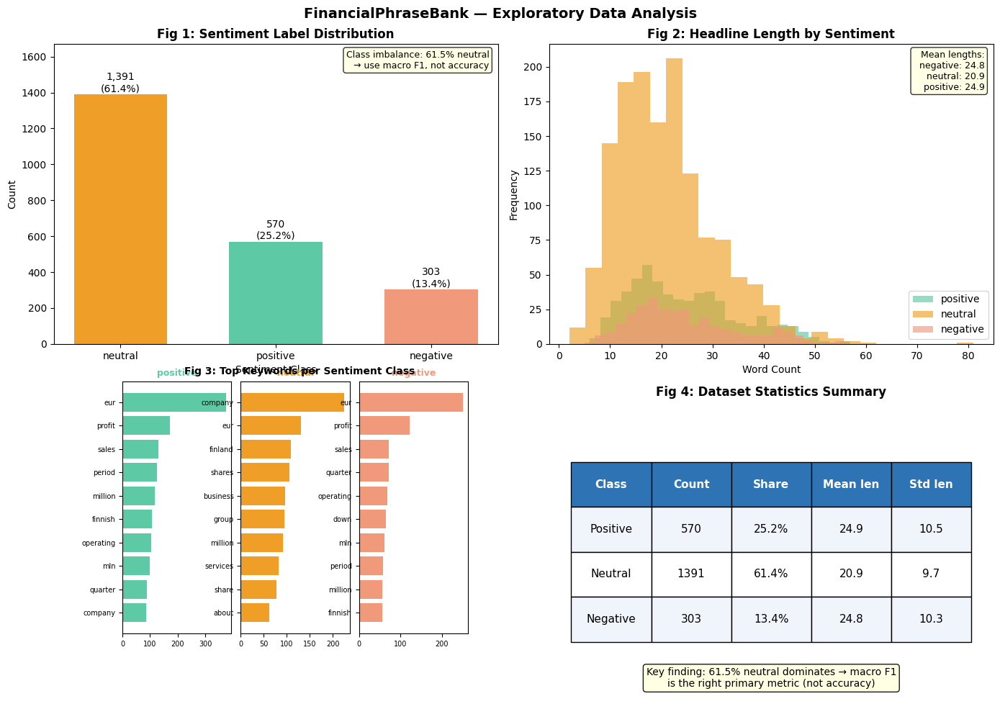 FinancialPhraseBank — Exploratory Data Analysis
Fig 1: Sentiment Label Distribution
Class imbalance: 61.5% neutral
→ use macro F1, not accuracy
1600
1400
1200
1000
800
600
400
200
0
Count
1,391
(61.4%)
570
(25.2%)
303
(13.4%)
neutral
positive
negative
Sentiment Class
Fig 2: Headline Length by Sentiment
Mean lengths:
negative: 24.8
neutral: 20.9
positive: 24.9
200
175
150
125
100
75
50
25
0
Frequency
positive
neutral
negative
0 10 20 30 40 50 60 70 80
Word Count
Fig 3: Top Keywords per Sentiment Class
positive
neutral
negative
eur
profit
sales
period
million
finnish
operating
mln
quarter
company
0 100 200 300
company
eur
finland
shares
business
group
million
services
share
about
0 50 100 150 200
eur
profit
sales
quarter
operating
down
mln
period
million
finnish
0 200
Fig 4: Dataset Statistics Summary
Class Count Share Mean len Std len
Positive 570 25.2% 24.9 10.5
Neutral 1391 61.4% 20.9 9.7
Negative 303 13.4% 24.8 10.3
Key finding: 61.5% neutral dominates → macro F1
is the right primary metric (not accuracy)